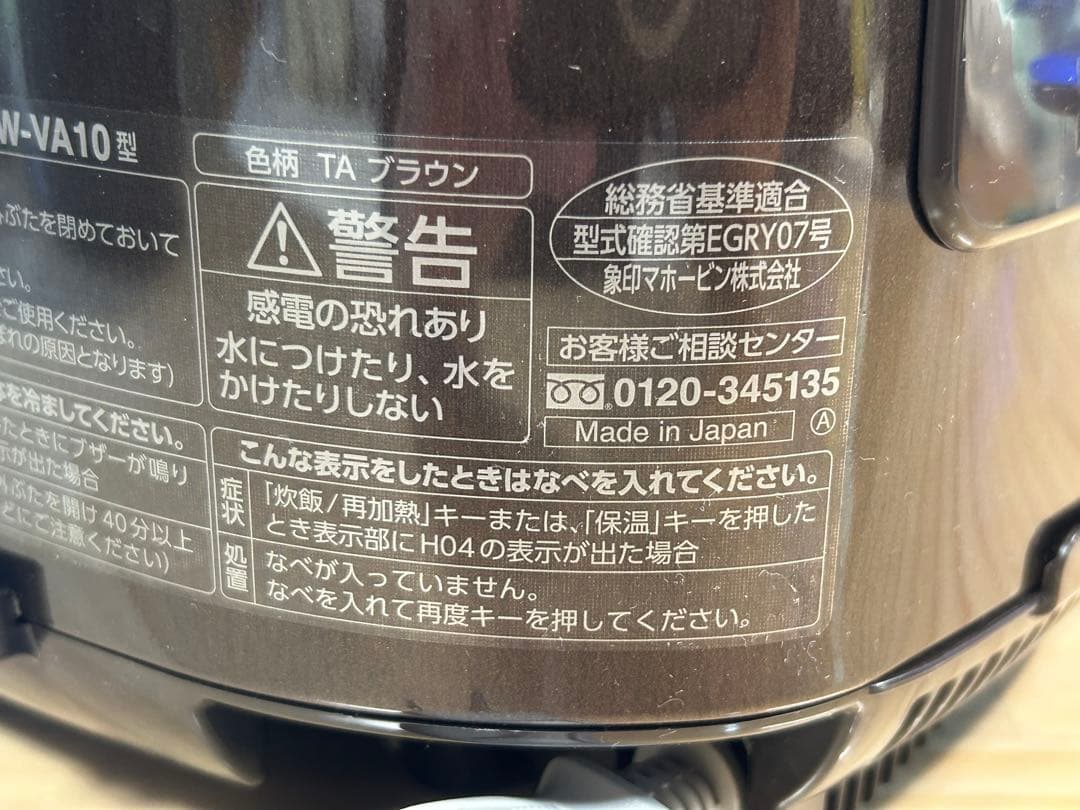 W-VA10型
ぶたを閉めておいて
さい。
ご使用ください。
ぼれの原因となります)
を冷ましてください。
たときにブザーが鳴り
示が出た場合
外ぶたを開け40分以上
どにご注意ください)
色柄 TA ブラウン
警告
感電の恐れあり
水につけたり、水を
かけたりしない
総務省基準適合
型式確認第EGRY07号
象印マホービン株式会社
お客様ご相談センター
0120-345135
Made in Japan
A
こんな表示をしたときはなべを入れてください。
症状
「炊飯/再加熱」キーまたは、「保温」キーを押した
とき表示部にH04の表示が出た場合
処置
なべが入っていません。
なべを入れて再度キーを押してください。